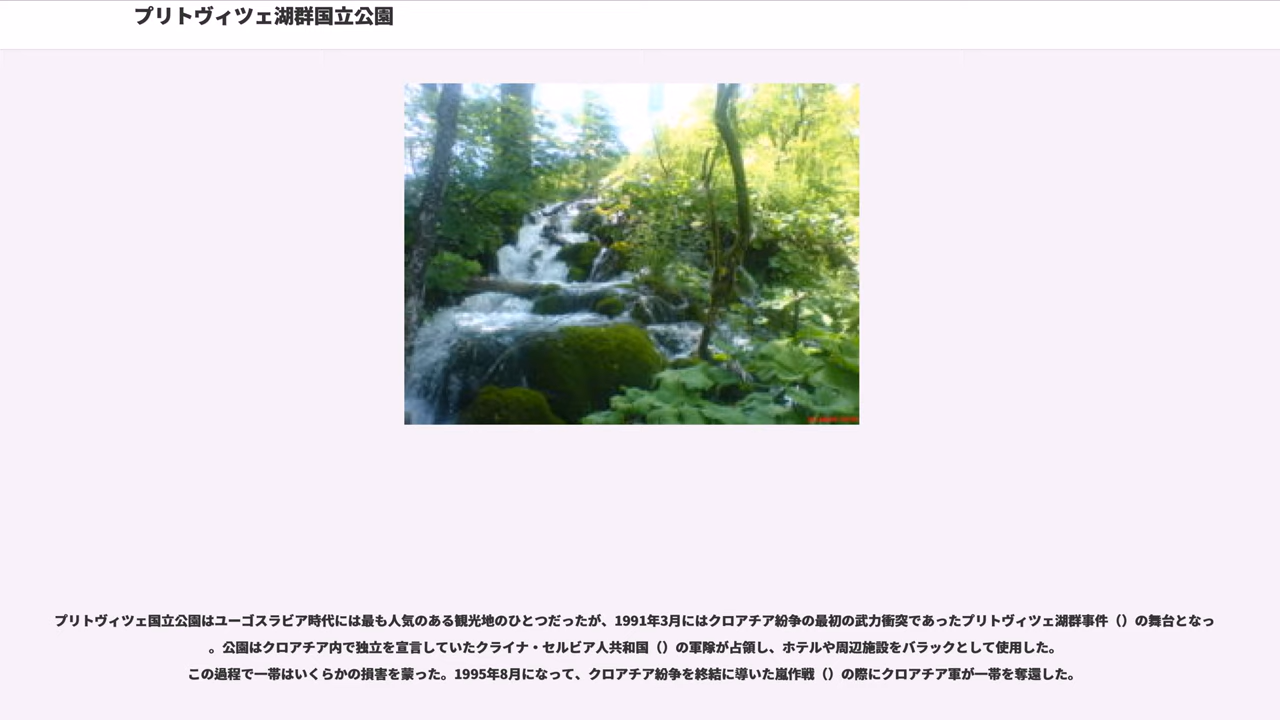 プリトヴィツェ湖群国立公園
プリトヴィツェ国立公園はユーゴスラビア時代には最も人気のある観光地のひとつだったが、1991年3月にはクロアチア紛争の最初の武力衝突であったプリトヴィツェ湖群事件（）の舞台となっ
。公園はクロアチア内で独立を宣言していたクライナ・セルビア人共和国（）の軍隊が占領し、ホテルや周辺施設をバラックとして使用した。
この過程で一帯はいくらかの損害を蒙った。1995年8月になって、クロアチア紛争を終結に導いた嵐作戦（）の際にクロアチア軍が一帯を奪還した。